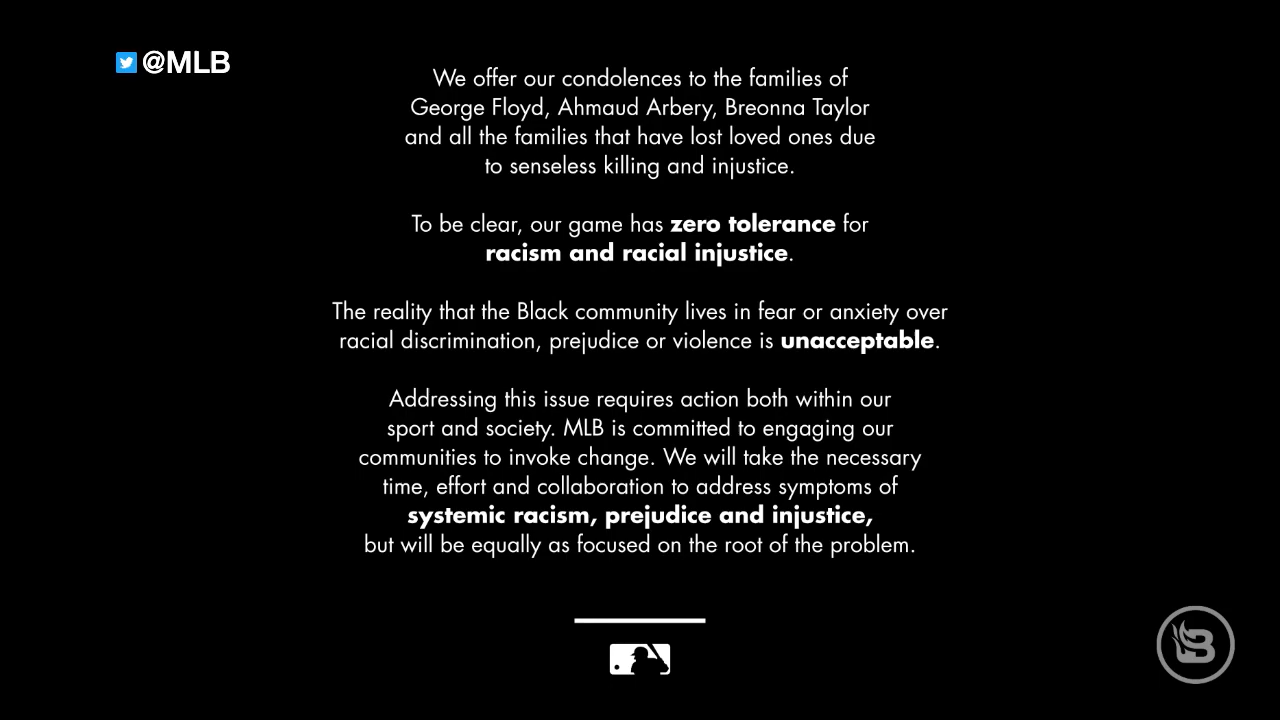 @MLB
We offer our condolences to the families of
George Floyd, Ahmaud Arbery, Breonna Taylor
and all the families that have lost loved ones due
to senseless killing and injustice.
To be clear, our game has zero tolerance for
racism and racial injustice.
The reality that the Black community lives in fear or anxiety over
racial discrimination, prejudice or violence is unacceptable.
Addressing this issue requires action both within our
sport and society. MLB is committed to engaging our
communities to invoke change. We will take the necessary
time, effort and collaboration to address symptoms of
systemic racism, prejudice and injustice,
but will be equally as focused on the root of the problem.
B